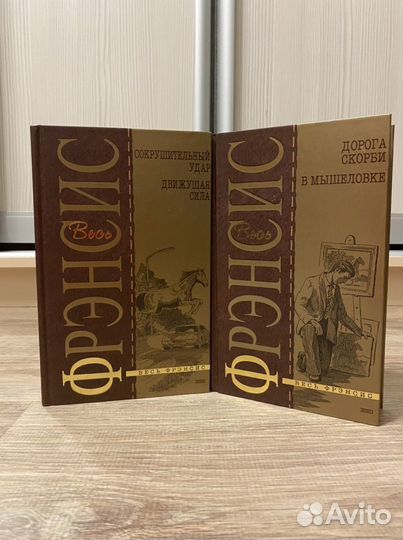 ФРЭНСИС
Весь
СОКРУШИТЕЛЬНЫЙ
УДАР
ДВИЖУЩАЯ
СИЛА
ВЕСЬ ФРЭНСИС
ФРЭНСИС
Весь
ДОРОГА
СКОРБИ
В МЫШЕЛОВКЕ
ВЕСЬ ФРЭНСИС
Avito